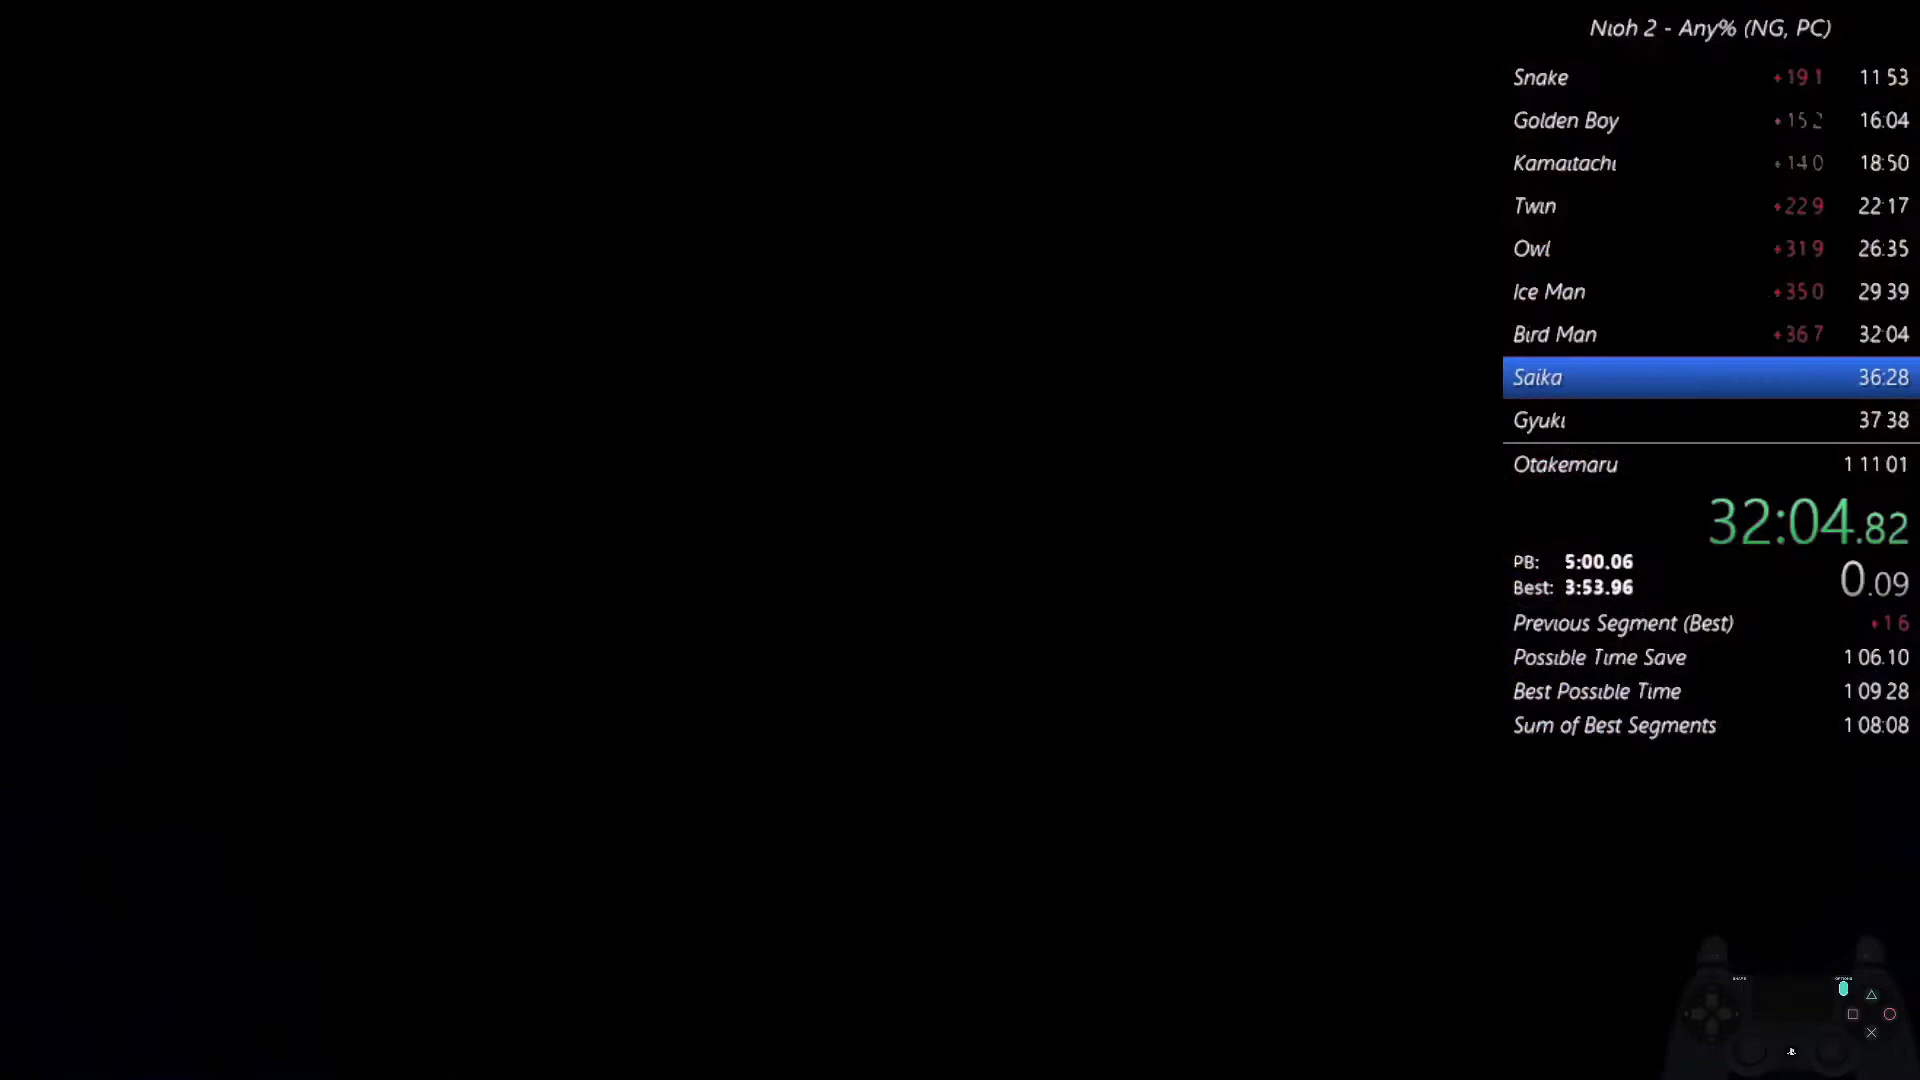 Nioh 2 - Any% (NG, PC)
Snake +19.1 11:53
Golden Boy +15.2 16:04
Kamaitachi +14.0 18:50
Twin +22.9 22:17
Owl +31.9 26:35
Ice Man +35.0 29:39
Bird Man +36.7 32:04
Saika 36:28
Gyuki 37:38
Otakemaru 1:11:01
32:04.82
PB: 5:00.06
0.09
Best: 3:53.96
Previous Segment (Best) +1.6
Possible Time Save 1:06.10
Best Possible Time 1:09:28
Sum of Best Segments 1:08:08
SHARE OPTIONS